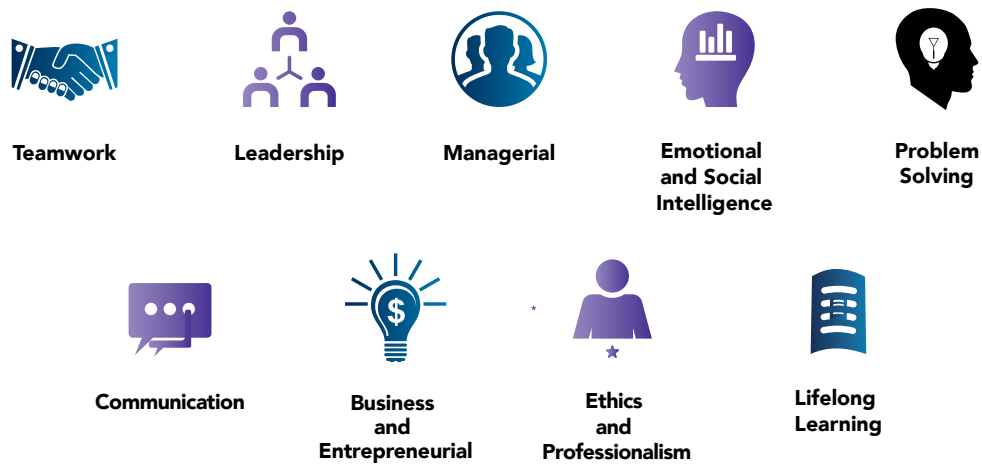 Teamwork
Leadership
Managerial
Emotional
and Social
Intelligence
Problem
Solving
$
Communication
Business
and
Entrepreneurial
Ethics
and
Professionalism
Lifelong
Learning